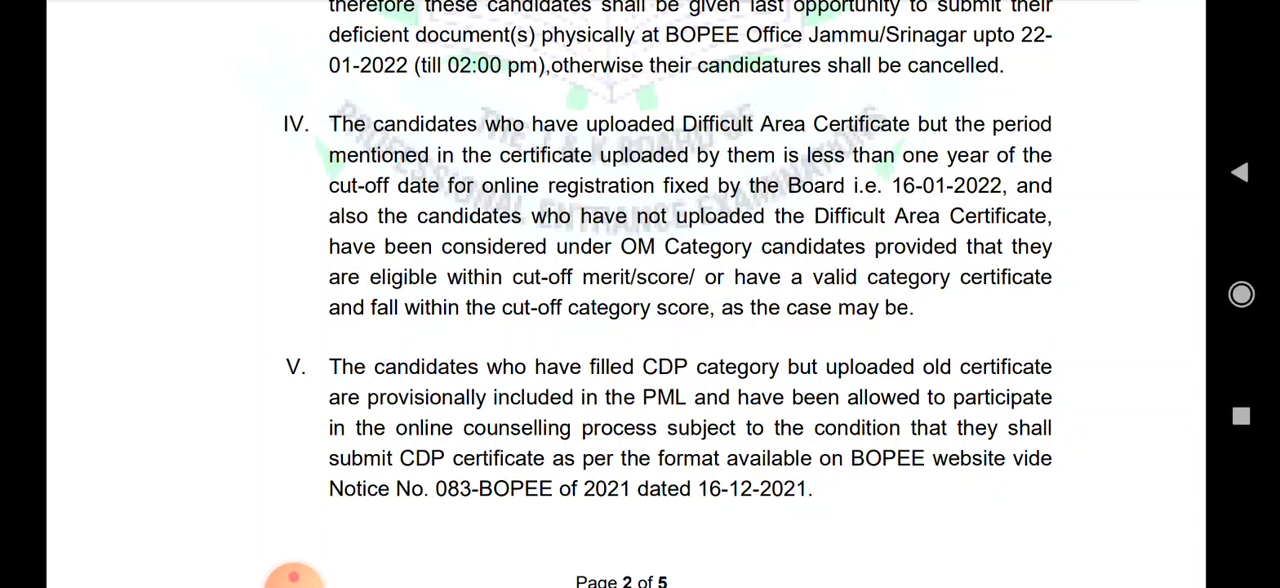 therefore these candidates shall be given last opportunity to submit their
deficient document(s) physically at BOPEE Office Jammu/Srinagar upto 22-
01-2022 (till 02:00 pm),otherwise their candidatures shall be cancelled.
IV. The candidates who have uploaded Difficult Area Certificate but the period
mentioned in the certificate uploaded by them is less than one year of the
cut-off date for online registration fixed by the Board i.e. 16-01-2022, and
also the candidates who have not uploaded the Difficult Area Certificate,
have been considered under OM Category candidates provided that they
are eligible within cut-off merit/score/ or have a valid category certificate
and fall within the cut-off category score, as the case may be.
V. The candidates who have filled CDP category but uploaded old certificate
are provisionally included in the PML and have been allowed to participate
in the online counselling process subject to the condition that they shall
submit CDP certificate as per the format available on BOPEE website vide
Notice No. 083-BOPEE of 2021 dated 16-12-2021.
Page 2 of 5
THE J & K BOARD OF
PROFESSIONAL ENTRANCE EXAMINATIONS